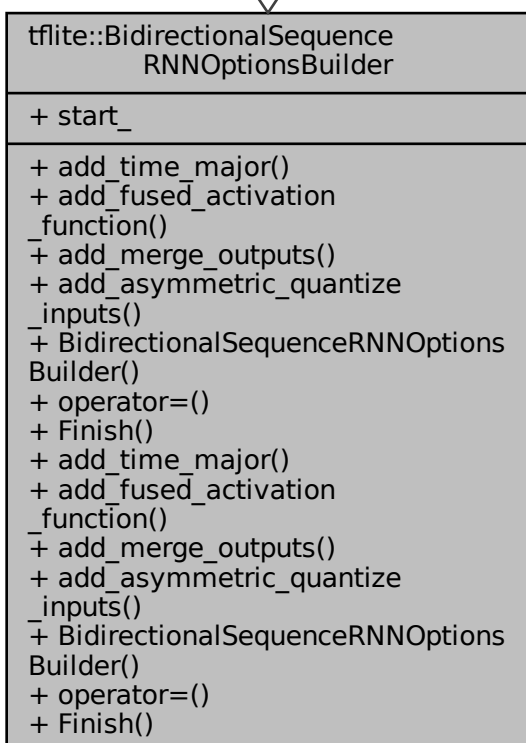 tflite::BidirectionalSequence
RNNOptionsBuilder
+ start_
+ add_time_major()
+ add_fused_activation
_function()
+ add_merge_outputs()
+ add_asymmetric_quantize
_inputs()
+ BidirectionalSequenceRNNOptions
Builder()
+ operator=()
+ Finish()
+ add_time_major()
+ add_fused_activation
_function()
+ add_merge_outputs()
+ add_asymmetric_quantize
_inputs()
+ BidirectionalSequenceRNNOptions
Builder()
+ operator=()
+ Finish()